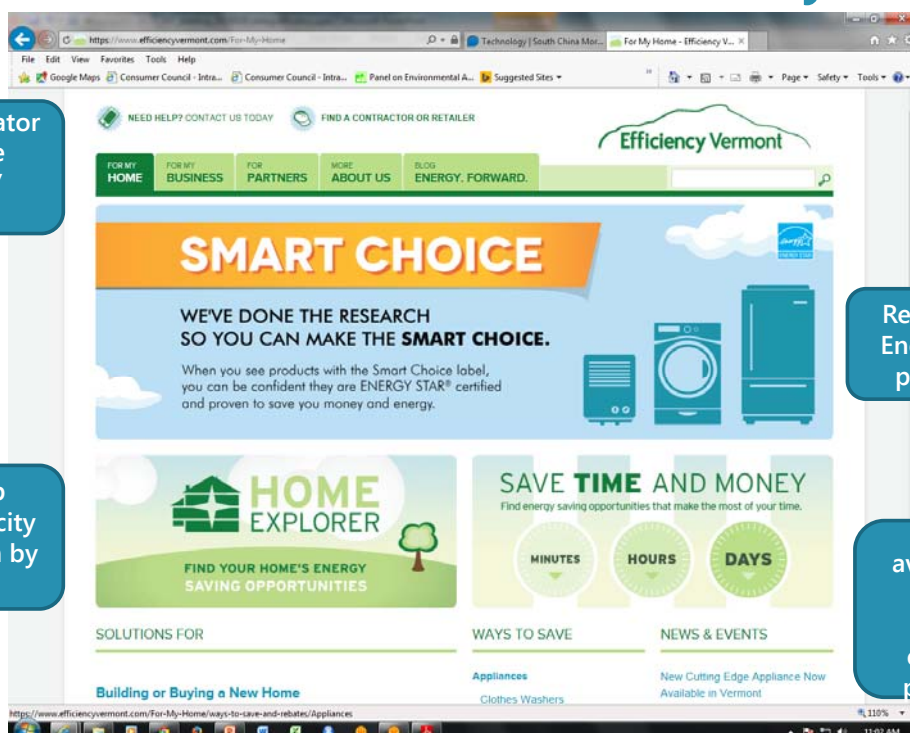 https://www.efficiencyvermont.com/For-My-Home
Technology | South China Mor...
For My Home - Efficiency V...
File Edit View Favorites Tools Help
Google Maps Consumer Council - Intra... Consumer Council - Intra... Panel on Environmental A... Suggested Sites
Page Safety Tools
NEED HELP? CONTACT US TODAY
FIND A CONTRACTOR OR RETAILER
Efficiency Vermont
FOR MY HOME
FOR MY BUSINESS
FOR PARTNERS
MORE ABOUT US
BLOG ENERGY. FORWARD.
SMART CHOICE
ENERGY STAR
WE'VE DONE THE RESEARCH
SO YOU CAN MAKE THE SMART CHOICE.
When you see products with the Smart Choice label,
you can be confident they are ENERGY STAR® certified
and proven to save you money and energy.
HOME
EXPLORER
FIND YOUR HOME'S ENERGY
SAVING OPPORTUNITIES
SAVE TIME AND MONEY
Find energy saving opportunities that make the most of your time.
MINUTES
HOURS
DAYS
SOLUTIONS FOR
WAYS TO SAVE
NEWS & EVENTS
Building or Buying a New Home
Appliances
Clothes Washers
New Cutting Edge Appliance Now
Available in Vermont
https://www.efficiencyvermont.com/For-My-Home/ways-to-save-and-rebates/Appliances
110%
11:02 AM